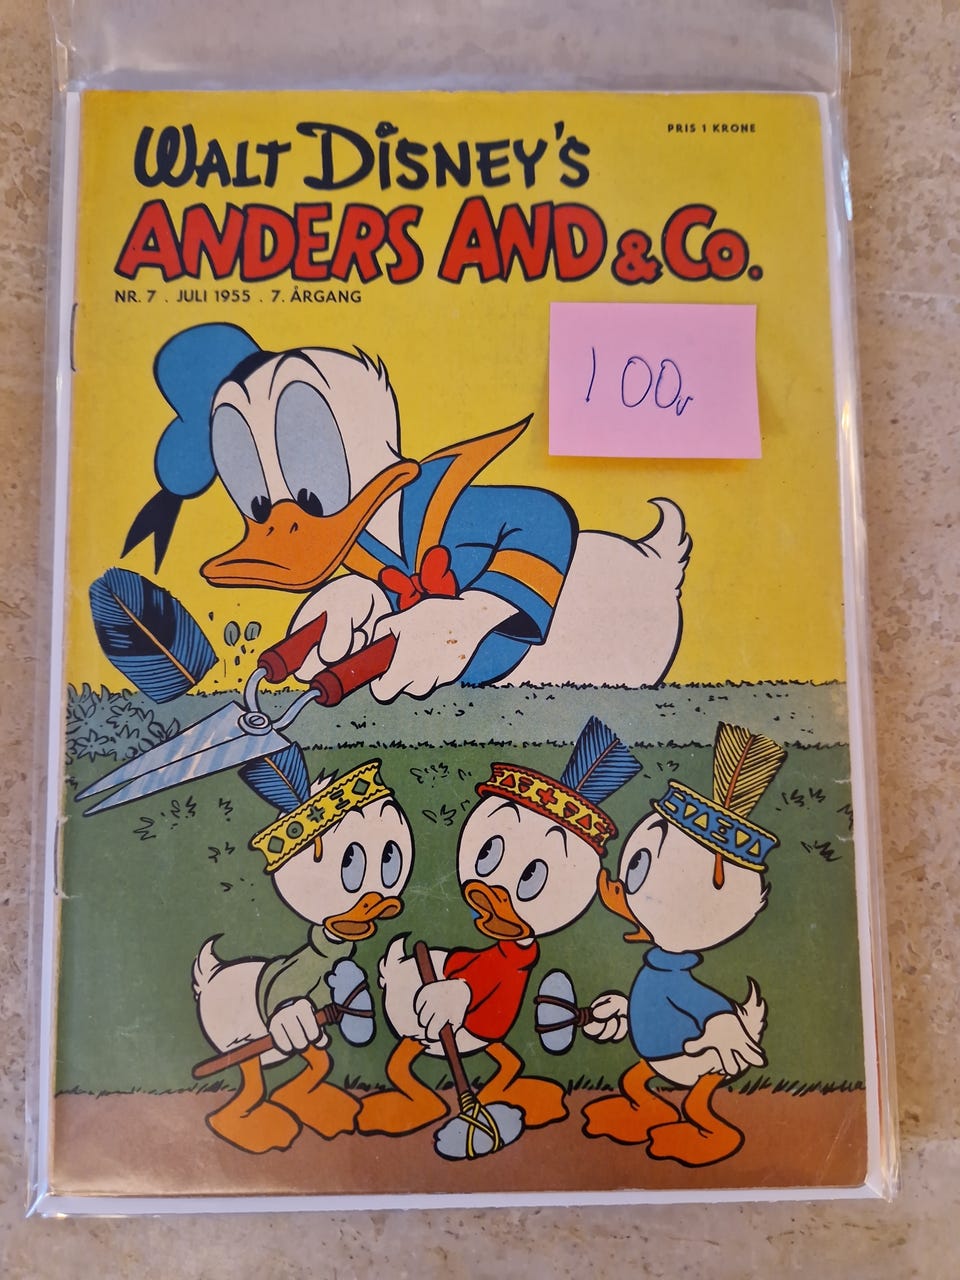 PRIS 1 KRONE
WALT DISNEY'S
ANDERS AND & Co.
NR. 7 . JULI 1955 . 7. ÅRGANG
100,